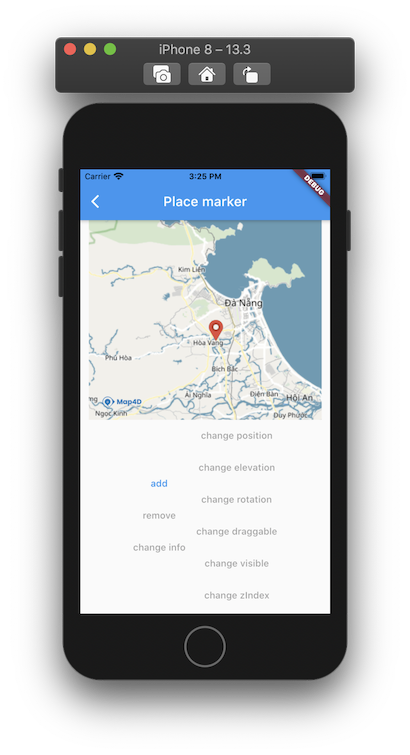 iPhone 8 – 13.3
Carrier
3:25 PM
DEBUG
Place marker
Kim Liên
Đà Nẵng
Hòa Vang
Phú Hòa
Bích Bắc
Ái Nghĩa
Điện Bàn
Hội An
Map4D
Ngọc Kinh
Duy Phước
change position
change elevation
add
change rotation
remove
change draggable
change info
change visible
change zIndex